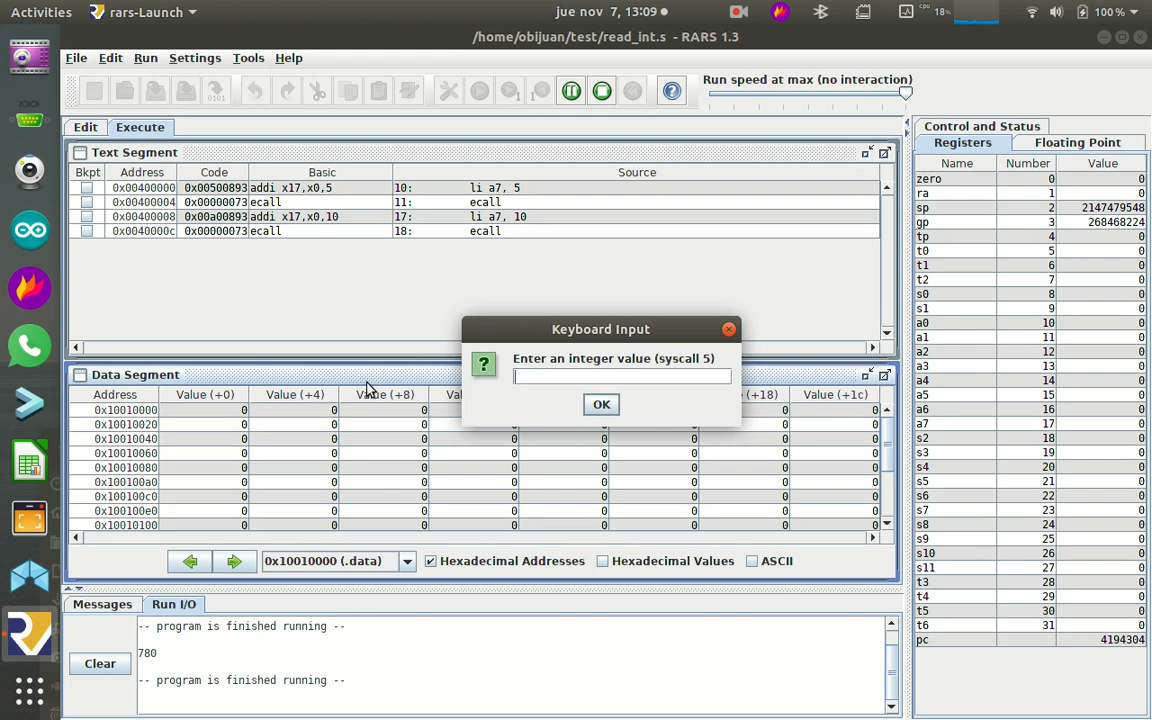 Activities rars-Launch jue nov 7, 13:09 cpu 18% 100 %
/home/obijuan/test/read_int.s - RARS 1.3
File Edit Run Settings Tools Help
Run speed at max (no interaction)
Edit Execute
Text Segment
Bkpt Address Code Basic Source
0x00400000 0x00500893 addi x17,x0,5 10: li a7, 5
0x00400004 0x00000073 ecall 11: ecall
0x00400008 0x00a00893 addi x17,x0,10 17: li a7, 10
0x0040000c 0x00000073 ecall 18: ecall
Keyboard Input
Enter an integer value (syscall 5)
OK
Data Segment
Address Value (+0) Value (+4) Value (+8) (+18) Value (+1c)
0x10010000 0 0 0 0 0
0x10010020 0 0 0 0 0 0 0 0
0x10010040 0 0 0 0 0 0 0 0
0x10010060 0 0 0 0 0 0 0 0
0x10010080 0 0 0 0 0 0 0 0
0x100100a0 0 0 0 0 0 0 0 0
0x100100c0 0 0 0 0 0 0 0 0
0x100100e0 0 0 0 0 0 0 0 0
0x10010100 0 0 0 0 0 0 0 0
0x10010000 (.data) Hexadecimal Addresses Hexadecimal Values ASCII
Messages Run I/O
-- program is finished running --
780
-- program is finished running --
Clear
Control and Status
Registers Floating Point
Name Number Value
zero 0 0
ra 1 0
sp 2 2147479548
gp 3 268468224
tp 4 0
t0 5 0
t1 6 0
t2 7 0
s0 8 0
s1 9 0
a0 10 0
a1 11 0
a2 12 0
a3 13 0
a4 14 0
a5 15 0
a6 16 0
a7 17 0
s2 18 0
s3 19 0
s4 20 0
s5 21 0
s6 22 0
s7 23 0
s8 24 0
s9 25 0
s10 26 0
s11 27 0
t3 28 0
t4 29 0
t5 30 0
t6 31 0
pc 4194304